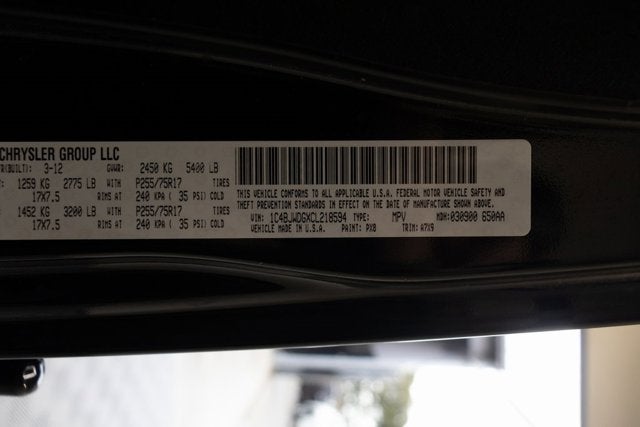 CHRYSLER GROUP LLC
(BUILT): 3-12 GVWR: 2450 KG 5400 LB
1259 KG 2775 LB P255/75R17 TIRES
17X7.5 RIMS AT 240 KPA ( 35 PSI) COLD
1452 KG 3200 LB P255/75R17 TIRES
17X7.5 RIMS AT 240 KPA ( 35 PSI) COLD
THIS VEHICLE CONFORMS TO ALL APPLICABLE U.S.A. FEDERAL MOTOR VEHICLE SAFETY AND
THEFT PREVENTION STANDARDS IN EFFECT ON THE DATE OF MANUFACTURE SHOWN ABOVE.
VIN: 1C4BJWDGXCL218594 TYPE: MPV MDH: 030900 650AA
VEHICLE MADE IN U.S.A. PAINT: PX8 TRIM: A7X9